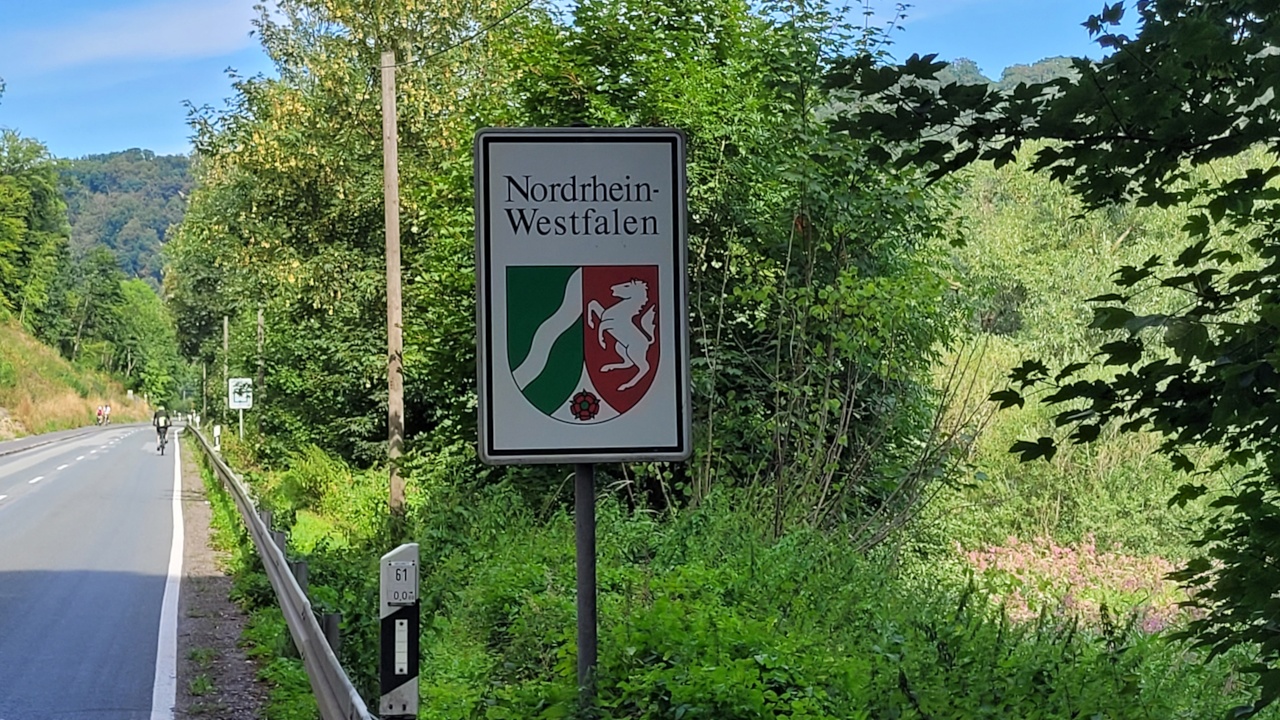 Nordrhein-
Westfalen
61
0,0